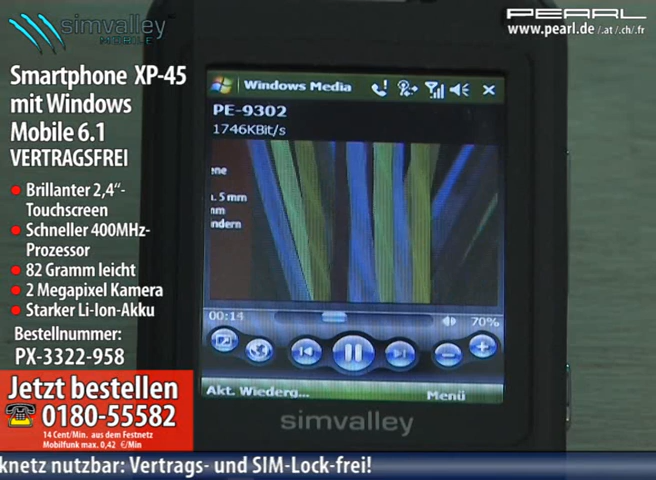 simvalley
MOBILE
PEARL
www.pearl.de /.at /.ch/.fr
Smartphone XP-45
mit Windows
Mobile 6.1
VERTRAGSFREI
Brillanter 2,4"-
Touchscreen
Schneller 400MHz-
Prozessor
82 Gramm leicht
2 Megapixel Kamera
Starker Li-Ion-Akku
Bestellnummer:
PX-3322-958
Jetzt bestellen
0180-55582
14 Cent/Min. aus dem Festnetz
Mobilfunk max. 0,42 €/Min
Windows Media
PE-9302
1746KBit/s
ene
. 5 mm
mm
ändern
00:14
70%
Akt. Wiederg...
Menü
simvalley
knetz nutzbar: Vertrags- und SIM-Lock-frei!